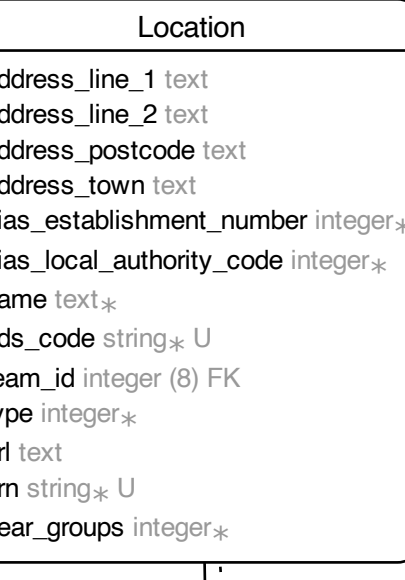 Location
ddress_line_1 text
ddress_line_2 text
ddress_postcode text
ddress_town text
ias_establishment_number integer*
ias_local_authority_code integer*
ame text*
ds_code string* U
eam_id integer (8) FK
ype integer*
rl text
rn string* U
ear_groups integer*